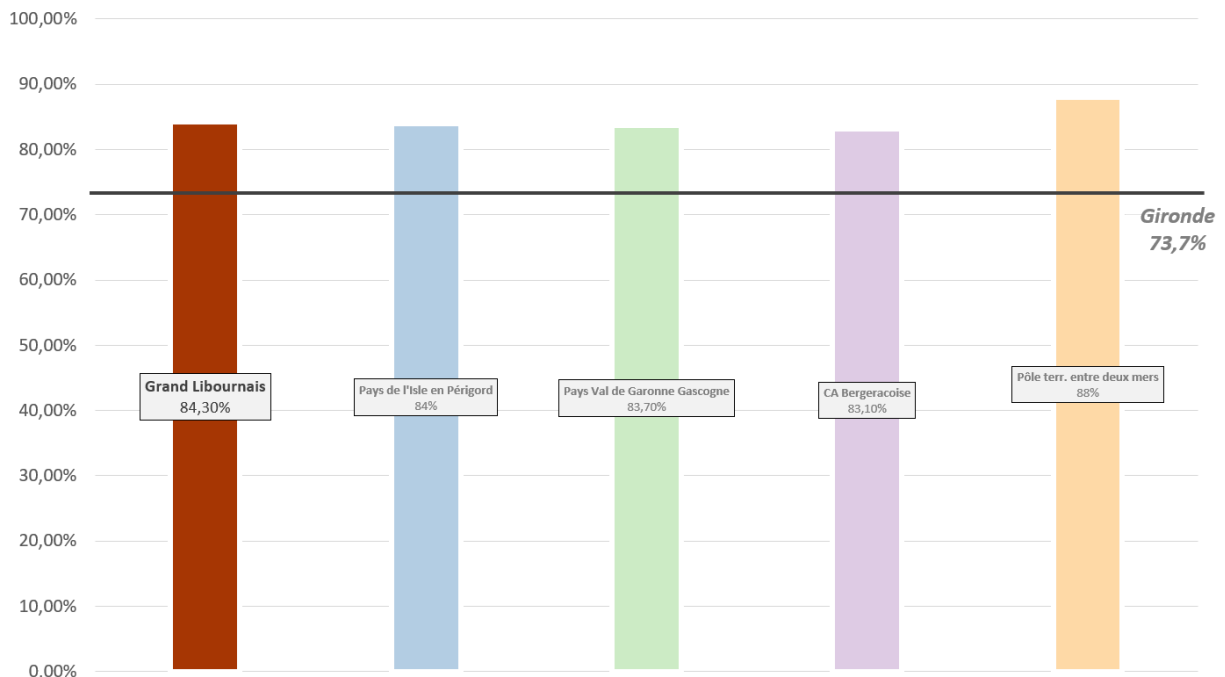 100,00%
90,00%
80,00%
70,00%
60,00%
50,00%
40,00%
30,00%
20,00%
10,00%
0,00%
Gironde
73,7%
Grand Libournais
84,30%
Pays de l'Isle en Périgord
84%
Pays Val de Garonne Gascogne
83,70%
CA Bergeracoise
83,10%
Pôle terr. entre deux mers
88%